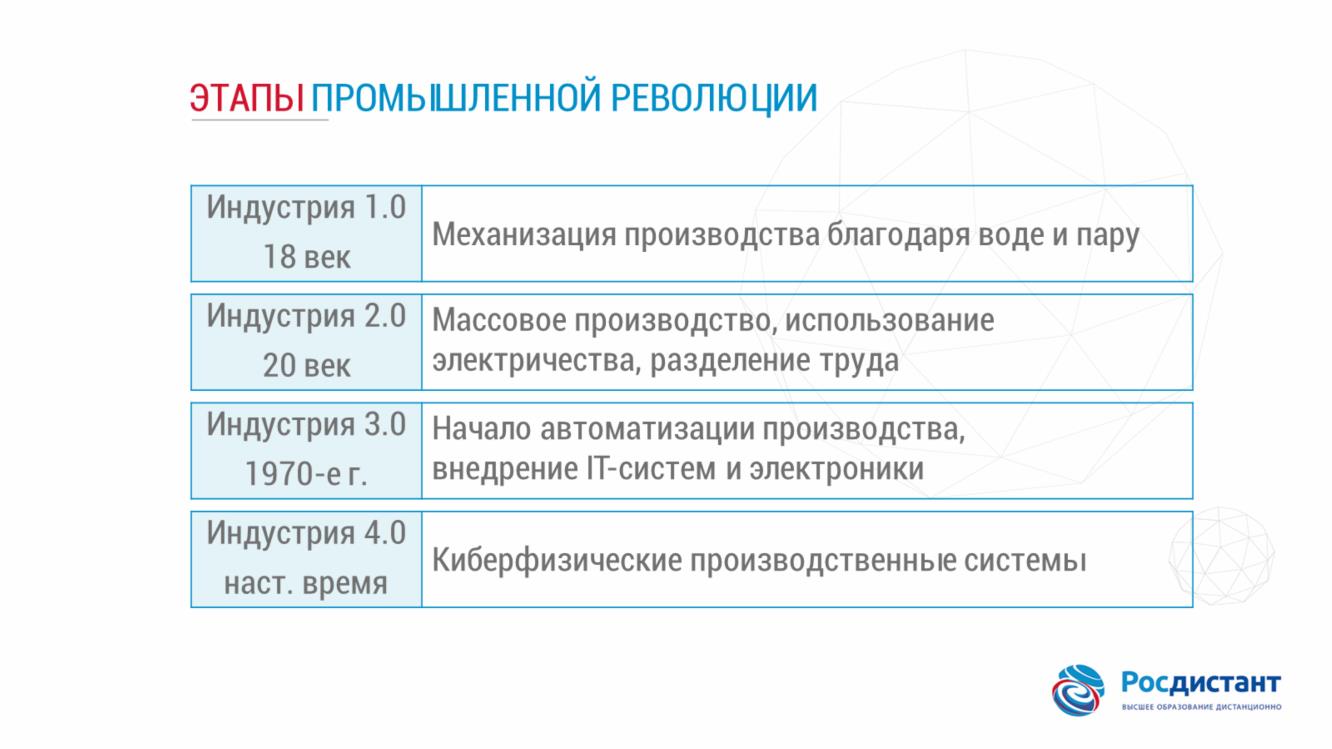 ЭТАПЫ ПРОМЫШЛЕННОЙ РЕВОЛЮЦИИ
Индустрия 1.0
18 век
Механизация производства благодаря воде и пару
Индустрия 2.0
20 век
Массовое производство, использование
электричества, разделение труда
Индустрия 3.0
1970-е г.
Начало автоматизации производства,
внедрение IT-систем и электроники
Индустрия 4.0
наст. время
Киберфизические производственные системы
Росдистант
ВЫСШЕЕ ОБРАЗОВАНИЕ ДИСТАНЦИОННО